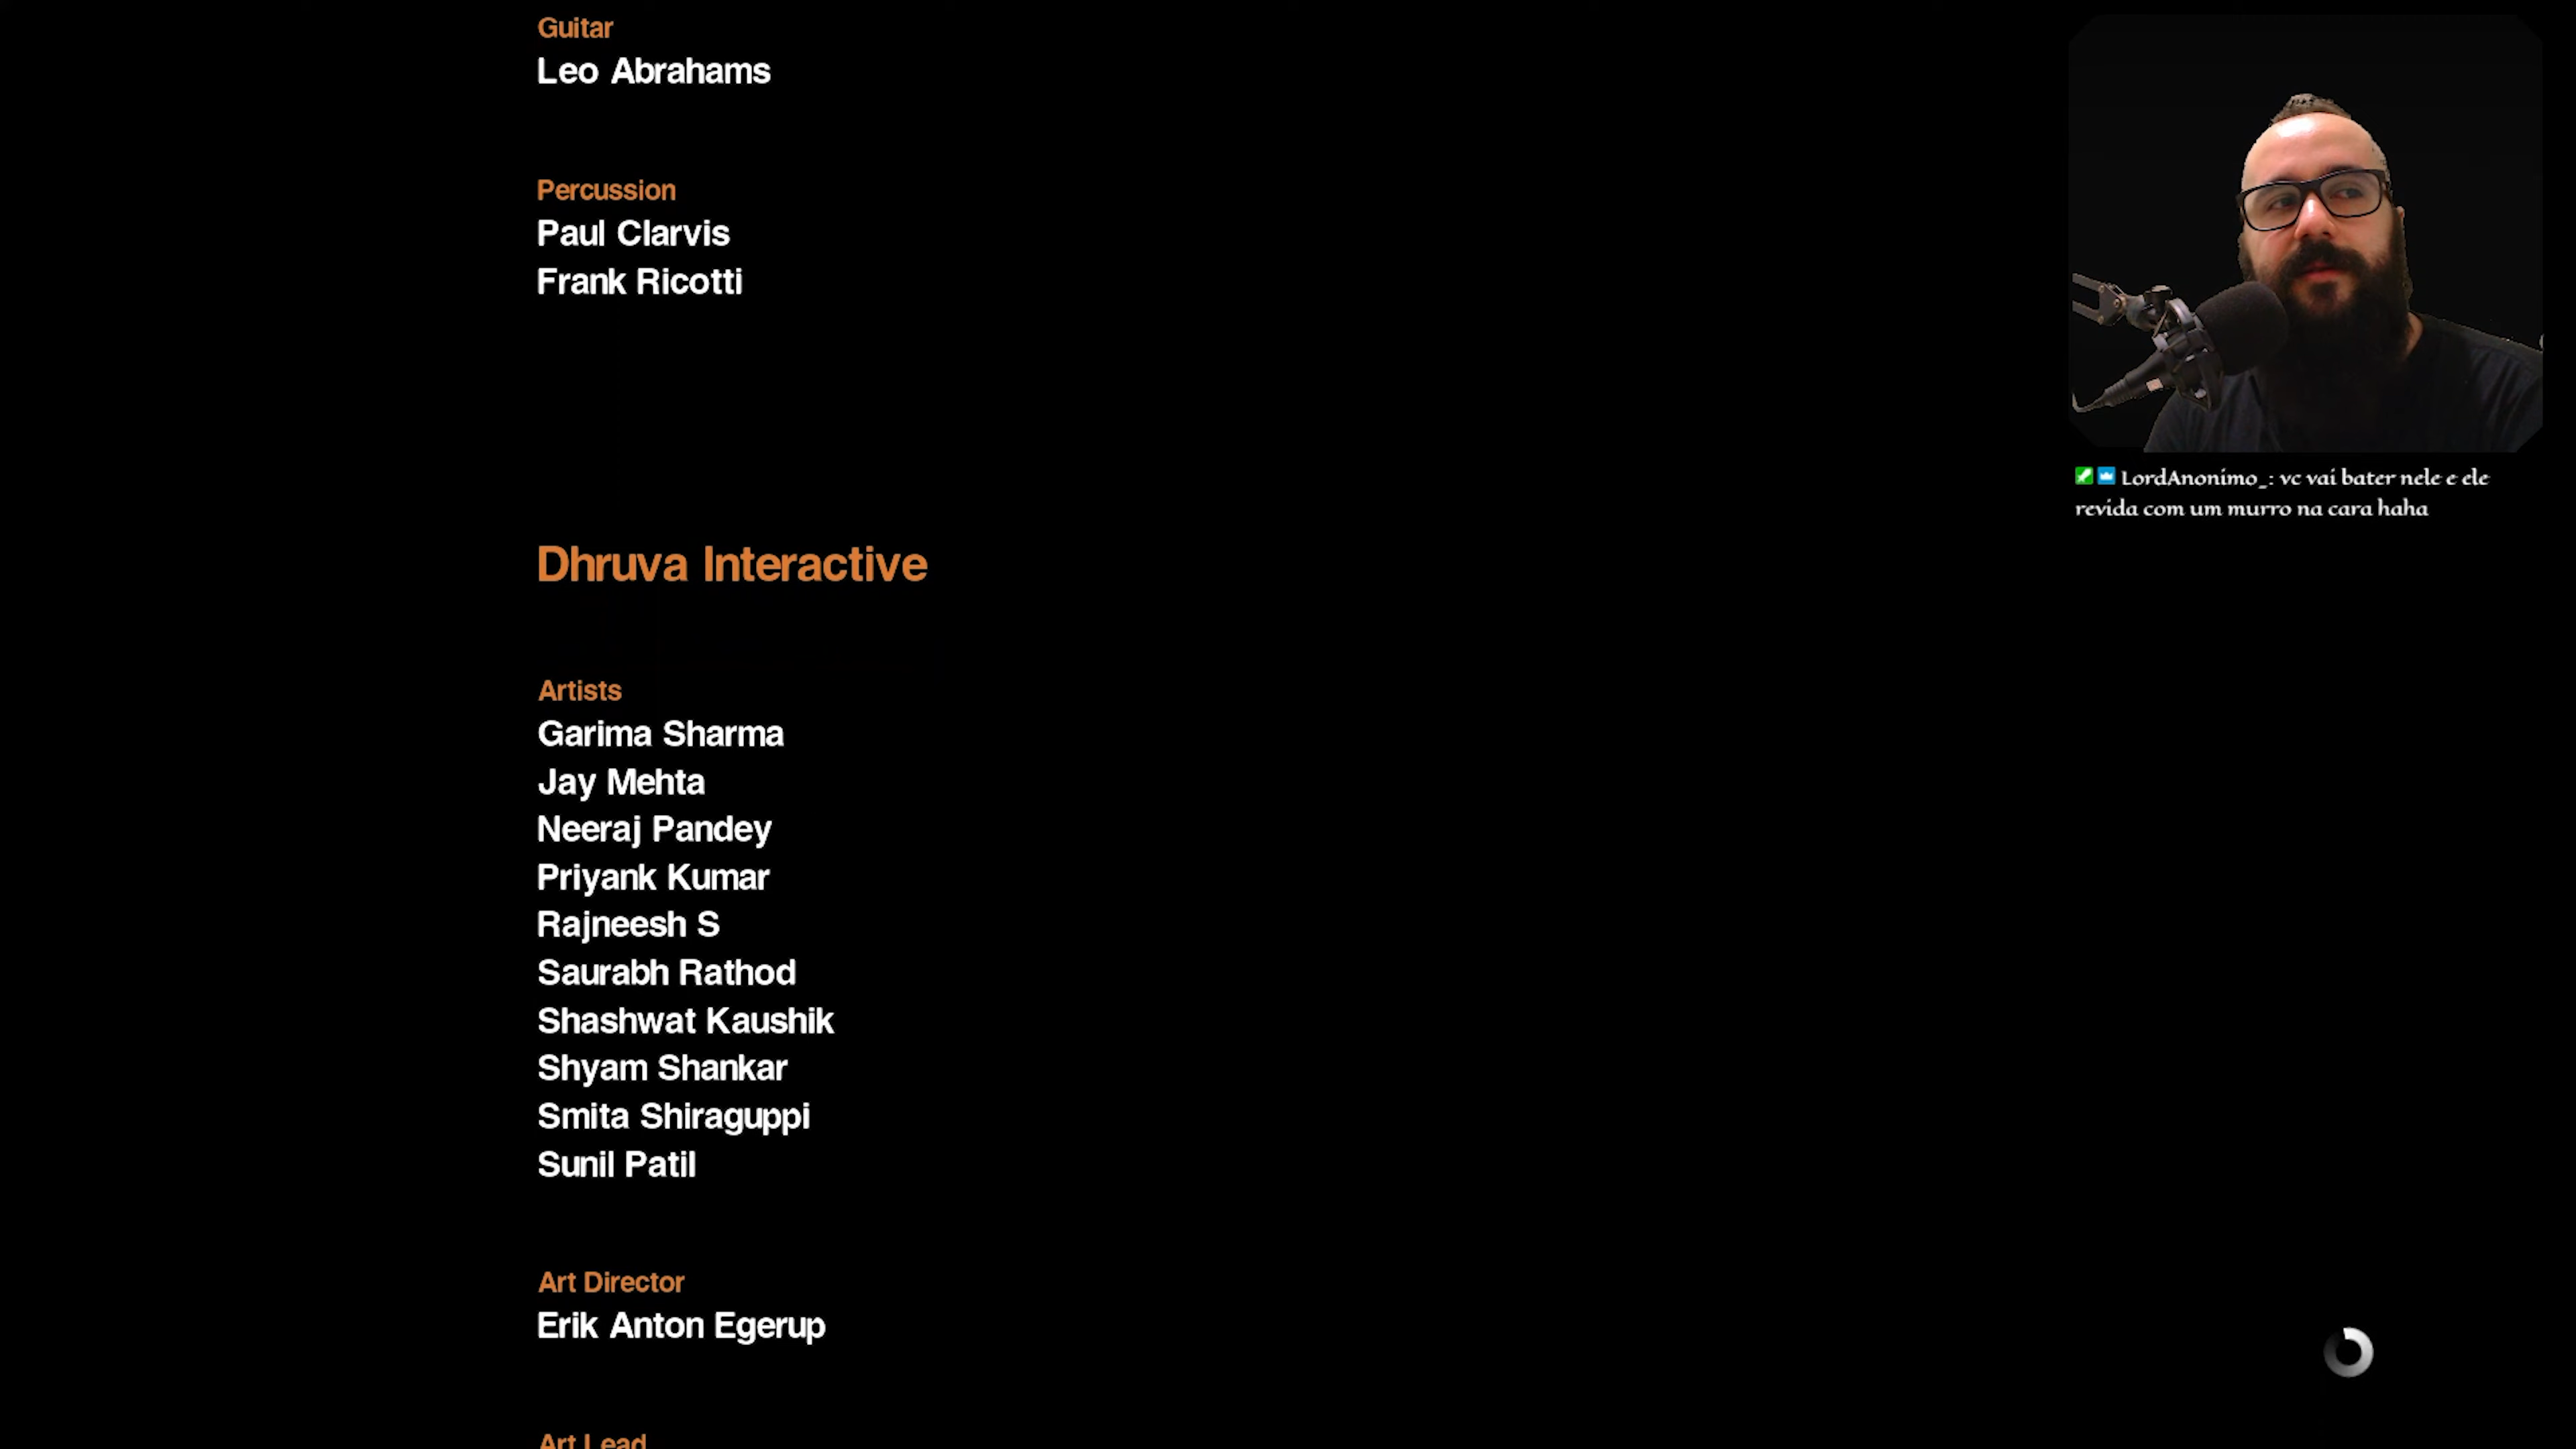 Guitar
Leo Abrahams
Percussion
Paul Clarvis
Frank Ricotti
Dhruva Interactive
Artists
Garima Sharma
Jay Mehta
Neeraj Pandey
Priyank Kumar
Rajneesh S
Saurabh Rathod
Shashwat Kaushik
Shyam Shankar
Smita Shiraguppi
Sunil Patil
Art Director
Erik Anton Egerup
Art Lead
LordAnonimo_: vc vai bater nele e ele
revida com um murro na cara haha